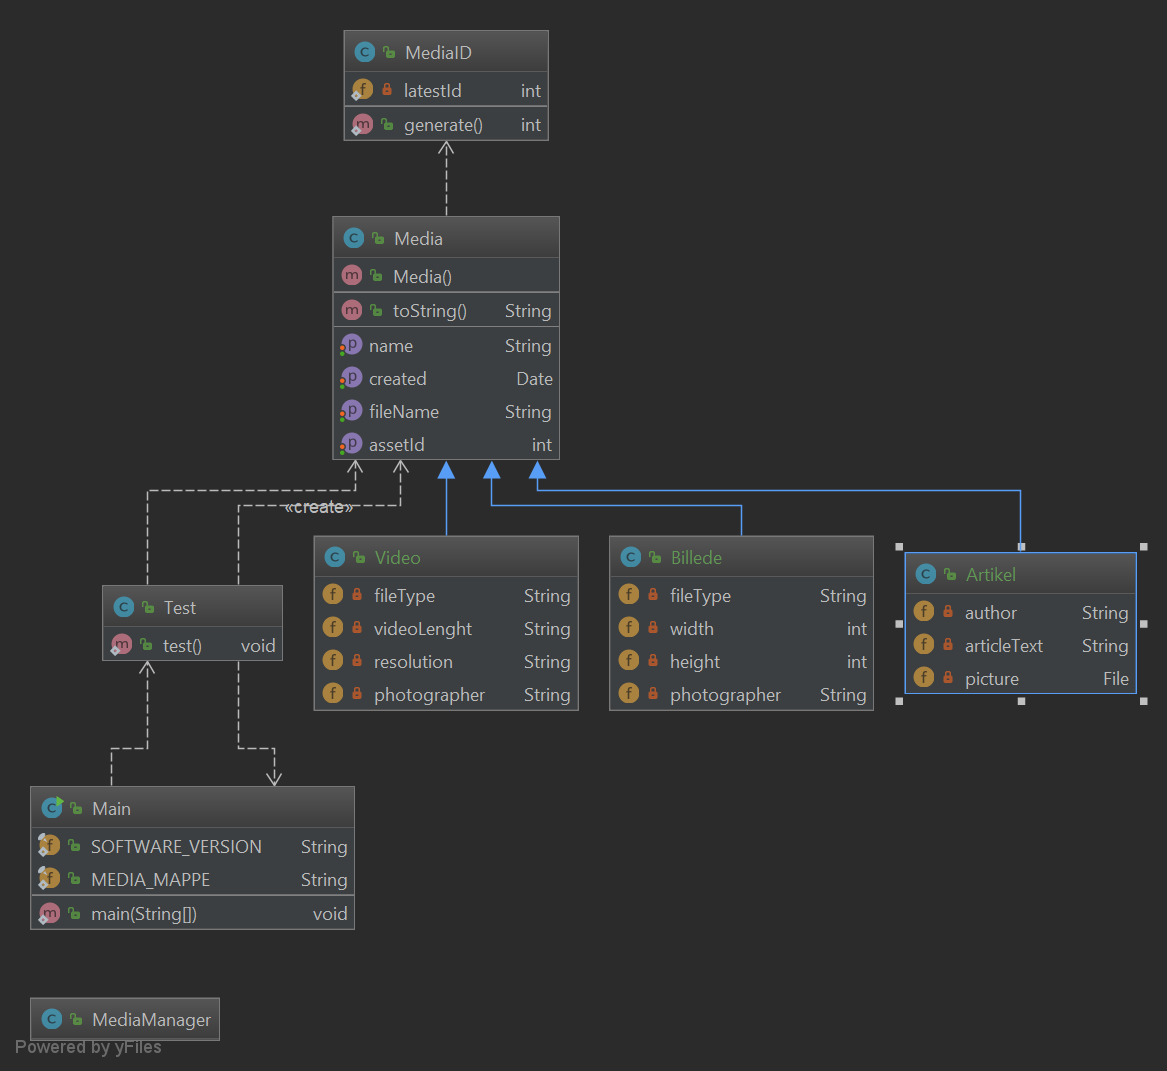 MediaID
latestId int
generate() int
Media
Media()
toString() String
name String
created Date
fileName String
assetId int
«create»
Video
fileType String
videoLenght String
resolution String
photographer String
Billede
fileType String
width int
height int
photographer String
Artikel
author String
articleText String
picture File
Test
test() void
Main
SOFTWARE_VERSION String
MEDIA_MAPPE String
main(String[]) void
MediaManager
Powered by yFiles